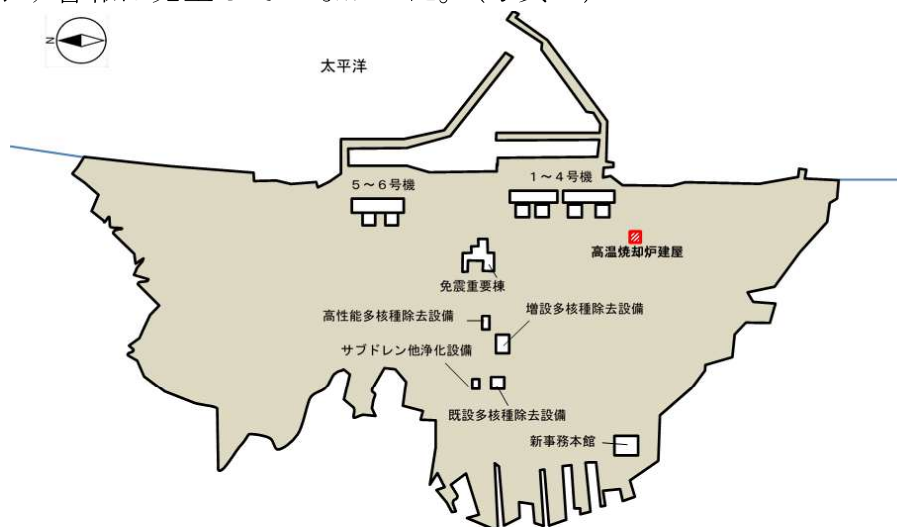 N
太平洋
5～6号機
1～4号機
高温焼却炉建屋
免震重要棟
高性能多核種除去設備
増設多核種除去設備
サブドレン他浄化設備
既設多核種除去設備
新事務本館